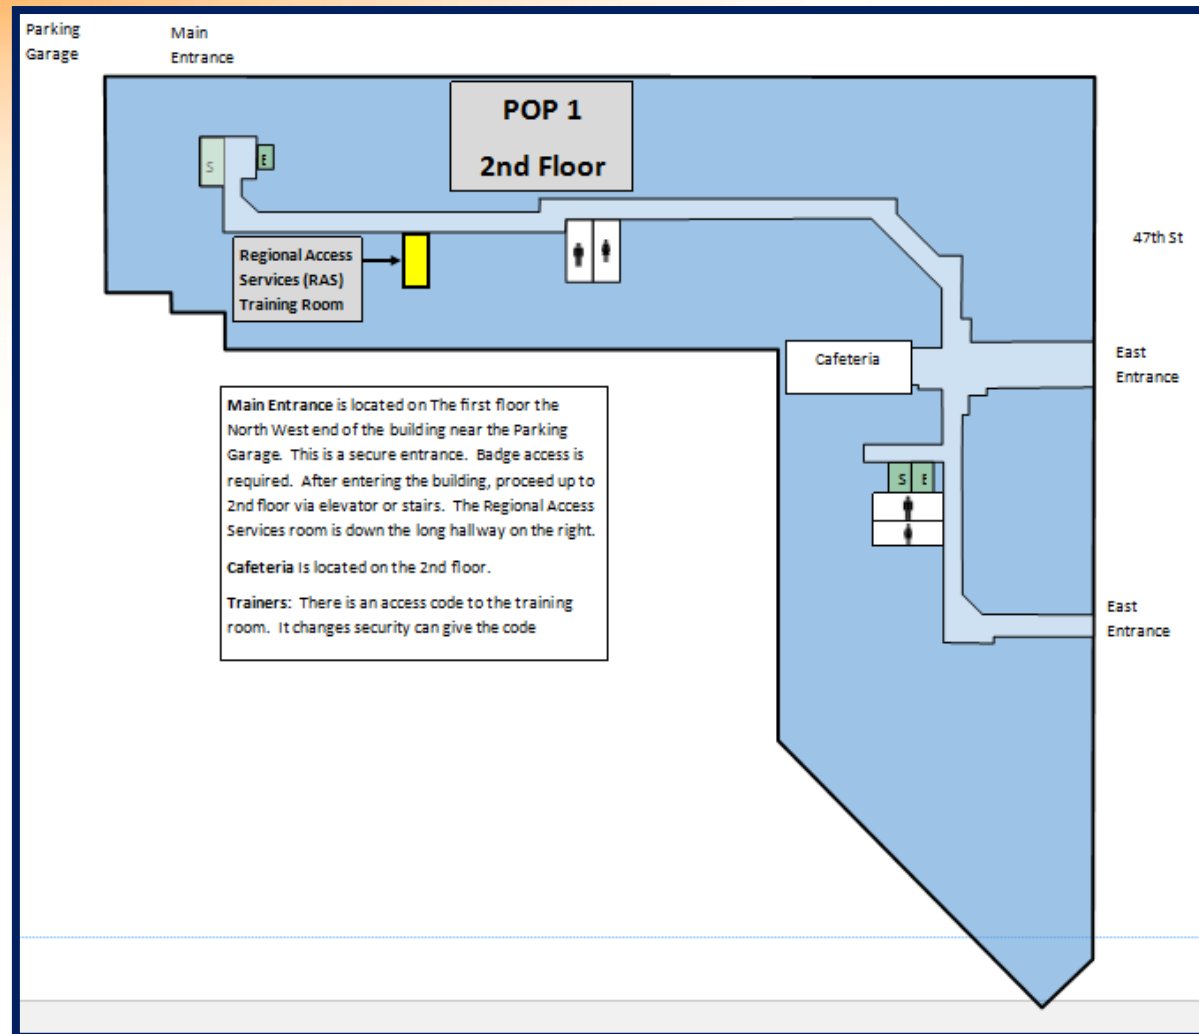 Parking
Garage
Main
Entrance
POP 1
2nd Floor
S
E
47th St
Regional Access
Services (RAS)
Training Room
Cafeteria
East
Entrance
Main Entrance is located on The first floor the
North West end of the building near the Parking
Garage. This is a secure entrance. Badge access is
required. After entering the building, proceed up to
2nd floor via elevator or stairs. The Regional Access
Services room is down the long hallway on the right.
Cafeteria Is located on the 2nd floor.
Trainers: There is an access code to the training
room. It changes security can give the code
S
E
East
Entrance